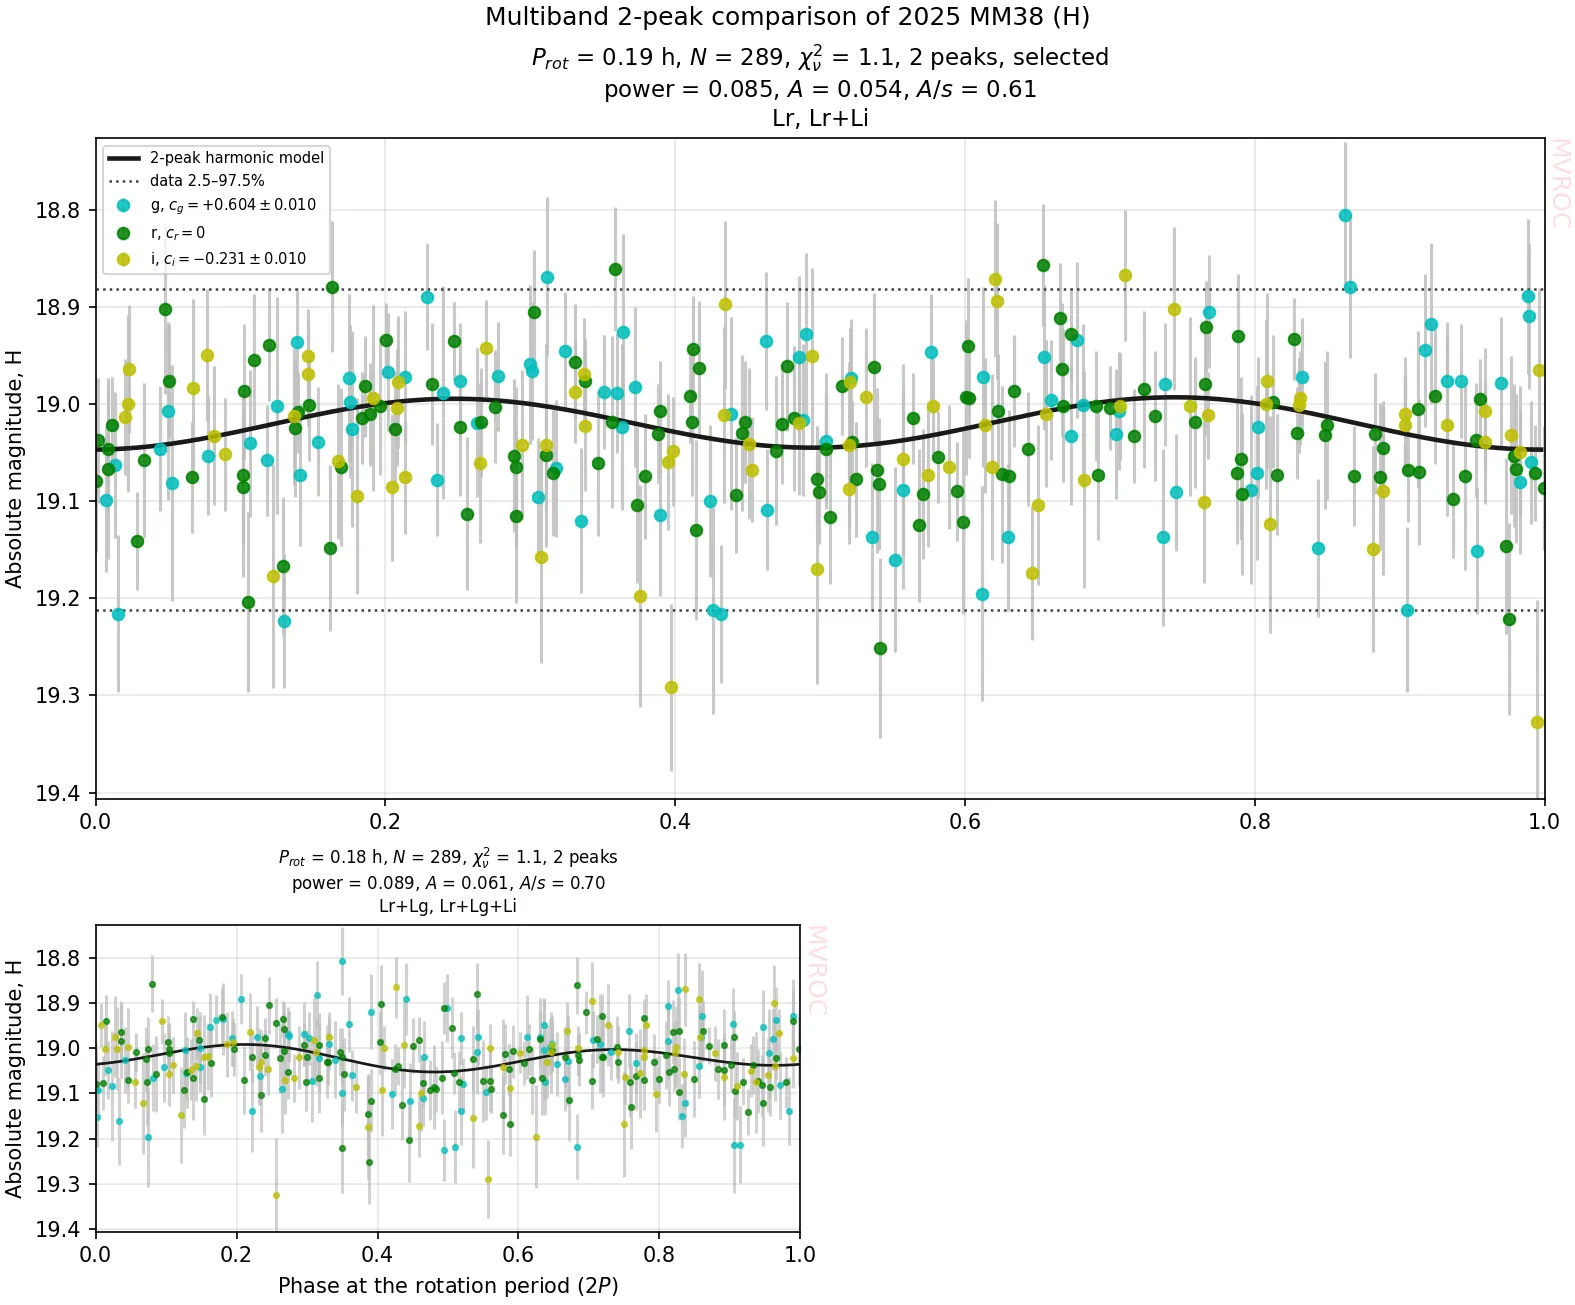 Multiband 2-peak comparison of 2025 MM38 (H)
P_rot = 0.19 h, N = 289, χ²_ν = 1.1, 2 peaks, selected
power = 0.085, A = 0.054, A/s = 0.61
Lr, Lr+Li
2-peak harmonic model
data 2.5–97.5%
g, c_g = +0.604 ± 0.010
r, c_r = 0
i, c_i = −0.231 ± 0.010
MVROC
Absolute magnitude, H
18.8
18.9
19.0
19.1
19.2
19.3
19.4
0.0 0.2 0.4 0.6 0.8 1.0
P_rot = 0.18 h, N = 289, χ²_ν = 1.1, 2 peaks
power = 0.089, A = 0.061, A/s = 0.70
Lr+Lg, Lr+Lg+Li
MVROC
Absolute magnitude, H
18.8
18.9
19.0
19.1
19.2
19.3
19.4
0.0 0.2 0.4 0.6 0.8 1.0
Phase at the rotation period (2P)